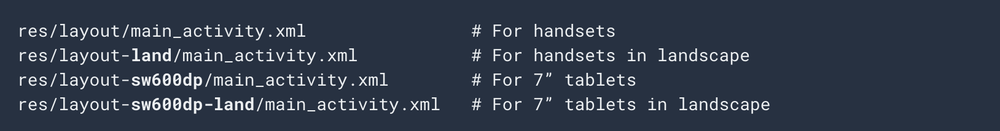 res/layout/main_activity.xml                # For handsets
res/layout-land/main_activity.xml           # For handsets in landscape
res/layout-sw600dp/main_activity.xml        # For 7” tablets
res/layout-sw600dp-land/main_activity.xml   # For 7” tablets in landscape